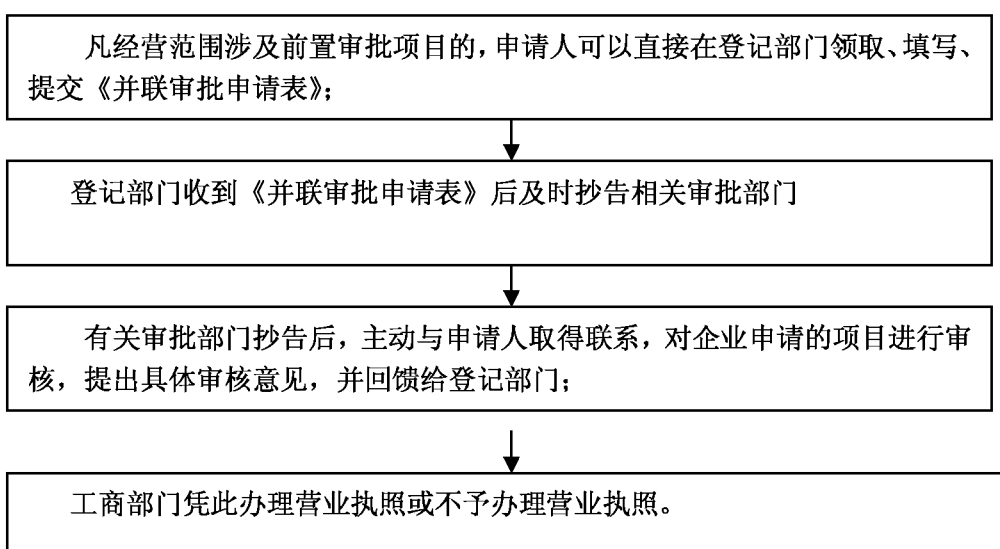 凡经营范围涉及前置审批项目的，申请人可以直接在登记部门领取、填写、
提交《并联审批申请表》；
登记部门收到《并联审批申请表》后及时抄告相关审批部门
有关审批部门抄告后，主动与申请人取得联系，对企业申请的项目进行审
核，提出具体审核意见，并回馈给登记部门；
工商部门凭此办理营业执照或不予办理营业执照。